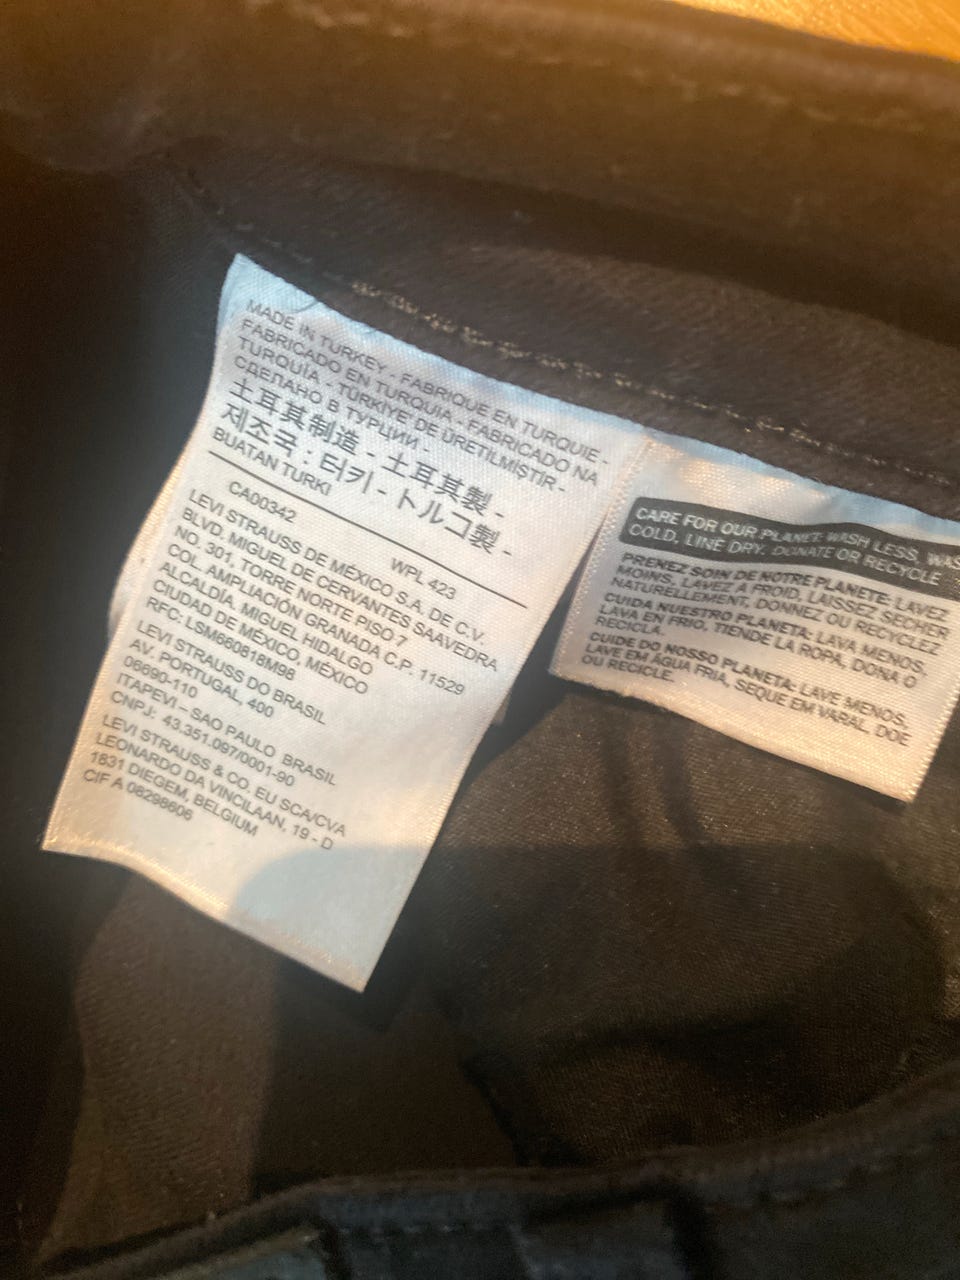 MADE IN TURKEY - FABRIQUE EN TURQUIE -
FABRICADO EN TURQUIA - FABRICADO NA
TURQUÍA - TÜRKIYE DE ÜRETILMIŞTIR -
СДЕЛАНО В ТУРЦИИ -
土耳其制造 - 土耳其製 -
제조국 : 터키 - トルコ製 -
BUATAN TURKI
CA00342 WPL 423
LEVI STRAUSS DE MÉXICO S.A. DE C.V.
BLVD. MIGUEL DE CERVANTES SAAVEDRA
NO. 301, TORRE NORTE PISO 7
COL. AMPLIACIÓN GRANADA C.P. 11529
ALCALDÍA, MIGUEL HIDALGO
CIUDAD DE MÉXICO, MÉXICO
RFC: LSM660818M98
LEVI STRAUSS DO BRASIL
AV. PORTUGAL, 400
06690-110
ITAPEVI – SAO PAULO BRASIL
CNPJ: 43.351.097/0001-90
LEVI STRAUSS & CO. EU SCA/CVA
LEONARDO DA VINCILAAN, 19 - D
1831 DIEGEM, BELGIUM
CIF A 08298606
CARE FOR OUR PLANET: WASH LESS, WAS
COLD, LINE DRY, DONATE OR RECYCLE
PRENEZ SOIN DE NOTRE PLANETE: LAVEZ
MOINS, LAVEZ À FROID, LAISSEZ SECHER
NATURELLEMENT, DONNEZ OU RECYCLEZ
CUIDA NUESTRO PLANETA: LAVA MENOS,
LAVA EN FRIO, TIENDE LA ROPA, DONA O
RECICLA.
CUIDE DO NOSSO PLANETA: LAVE MENOS,
LAVE EM ÁGUA FRIA, SEQUE EM VARAL, DOE
OU RECICLE.